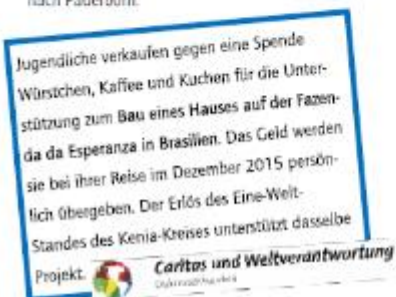 nach Paderborn.
Jugendliche verkaufen gegen eine Spende
Würstchen, Kaffee und Kuchen für die Unter-
stützung zum Bau eines Hauses auf der Fazen-
da da Esperanza in Brasilien. Das Geld werden
sie bei ihrer Reise im Dezember 2015 persön-
lich übergeben. Der Erlös des Eine-Welt-
Standes des Kenia-Kreises unterstützt dasselbe
Projekt.
Caritas und Weltverantwortung